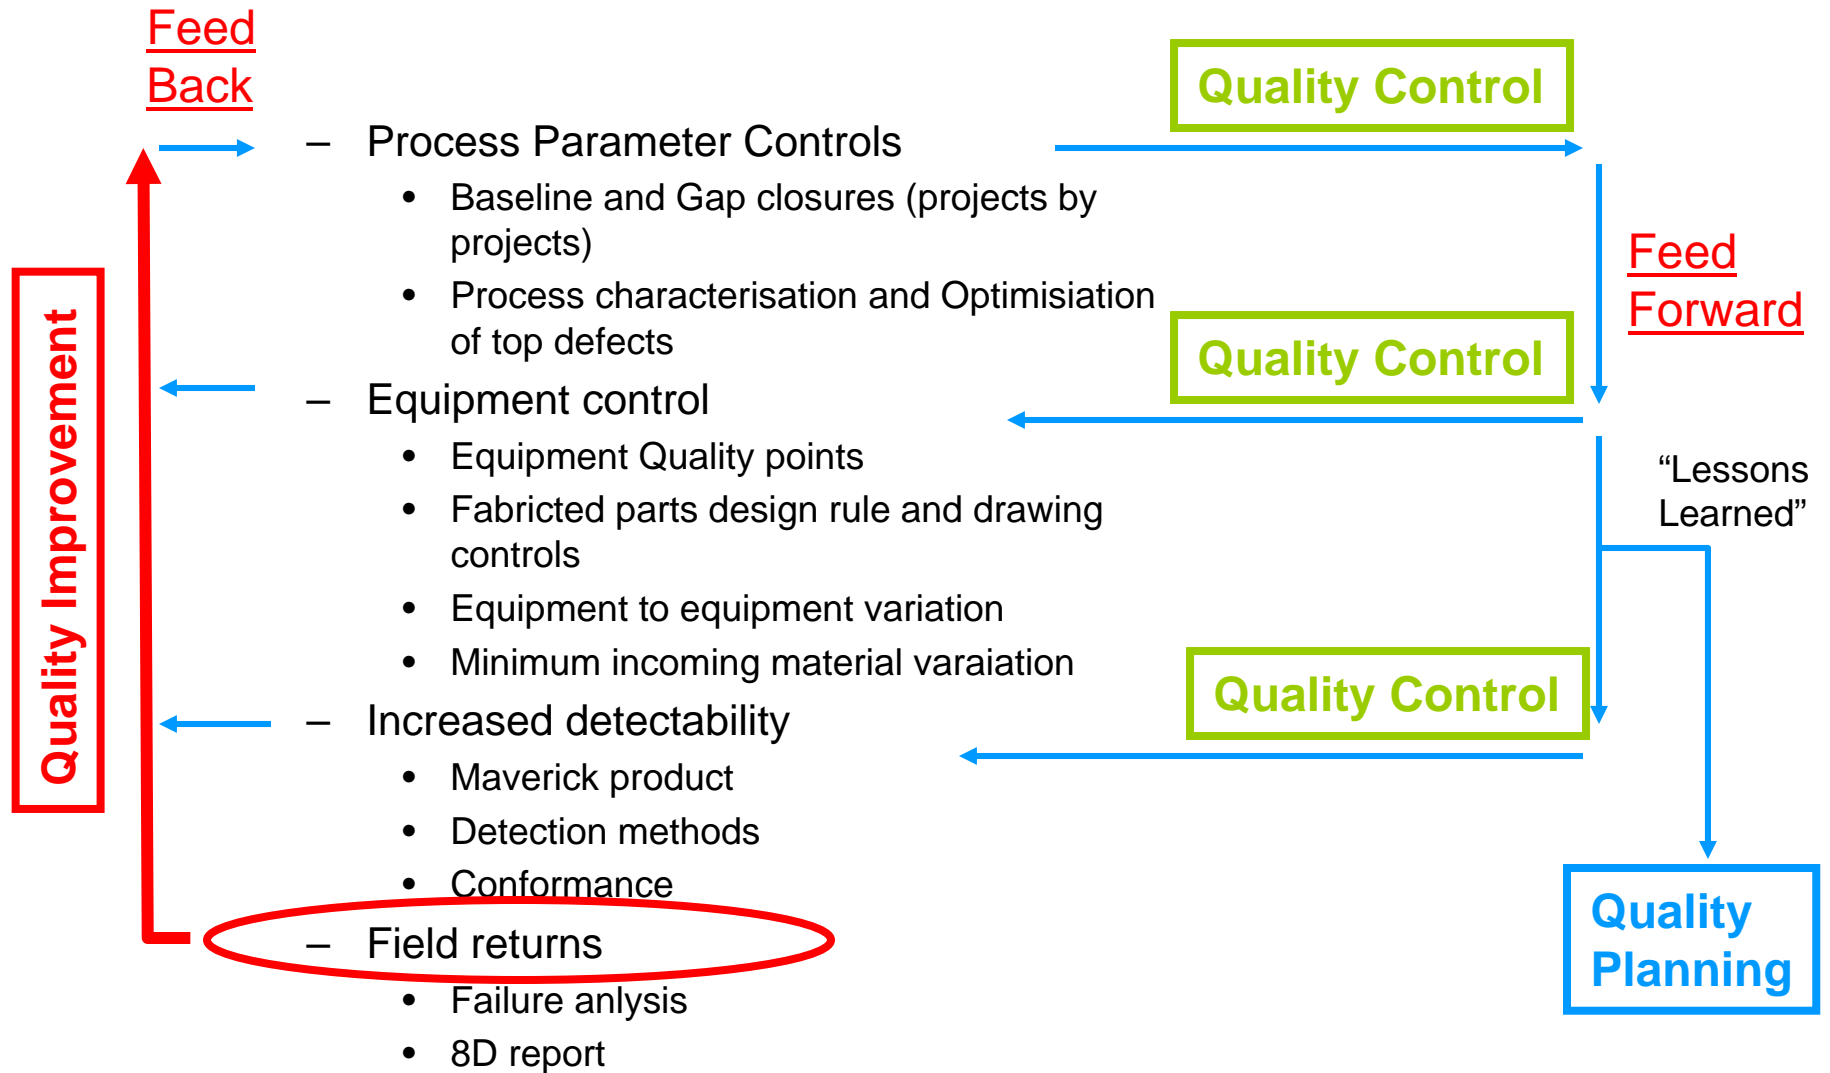 Feed
Back
Quality Control
– Process Parameter Controls
• Baseline and Gap closures (projects by
projects)
• Process characterisation and Optimisiation
of top defects
Feed
Forward
Quality Control
– Equipment control
• Equipment Quality points
• Fabricted parts design rule and drawing
controls
• Equipment to equipment variation
• Minimum incoming material varaiation
“Lessons
Learned”
Quality Improvement
Quality Control
– Increased detectability
• Maverick product
• Detection methods
• Conformance
– Field returns
• Failure anlysis
• 8D report
Quality
Planning